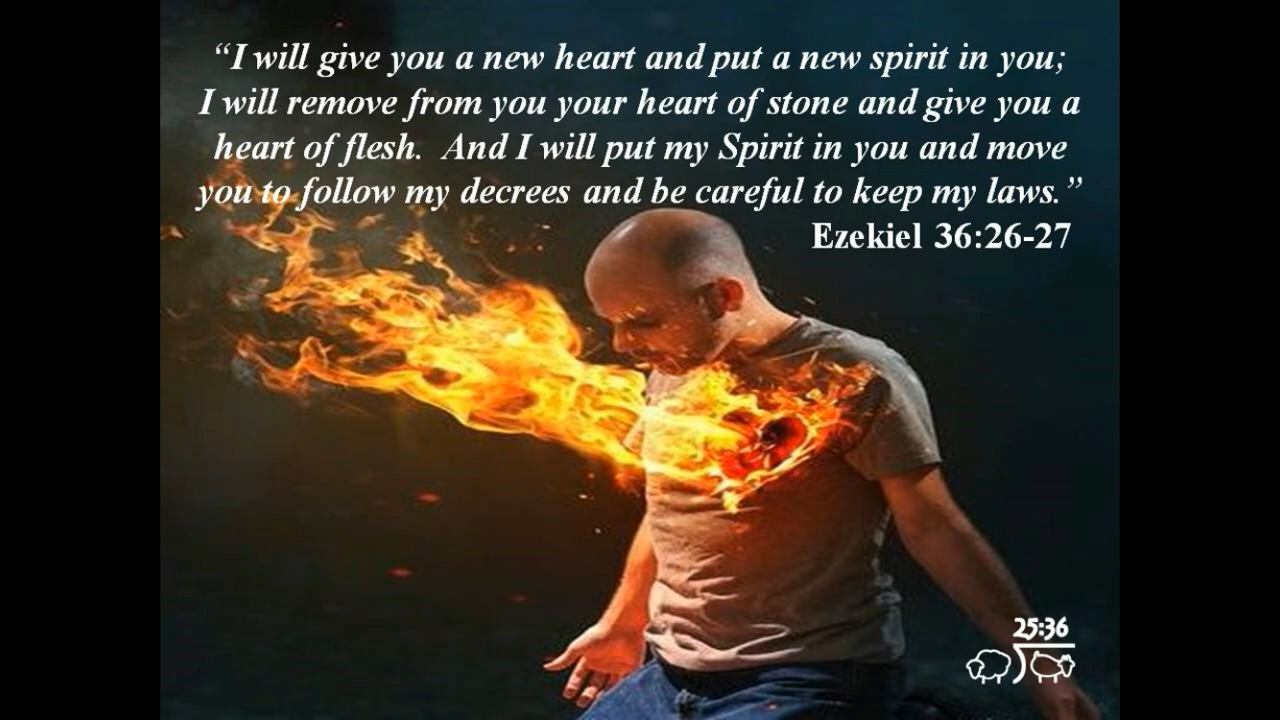 “I will give you a new heart and put a new spirit in you;
I will remove from you your heart of stone and give you a
heart of flesh.  And I will put my Spirit in you and move
you to follow my decrees and be careful to keep my laws.”
Ezekiel 36:26-27
25:36